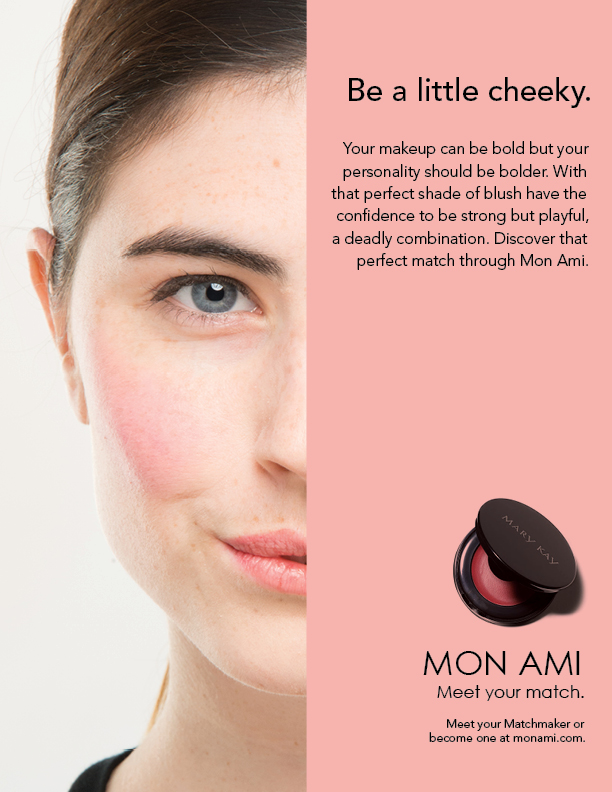 Be a little cheeky.
Your makeup can be bold but your
personality should be bolder. With
that perfect shade of blush have the
confidence to be strong but playful,
a deadly combination. Discover that
perfect match through Mon Ami.
MARY KAY
MON AMI
Meet your match.
Meet your Matchmaker or
become one at monami.com.